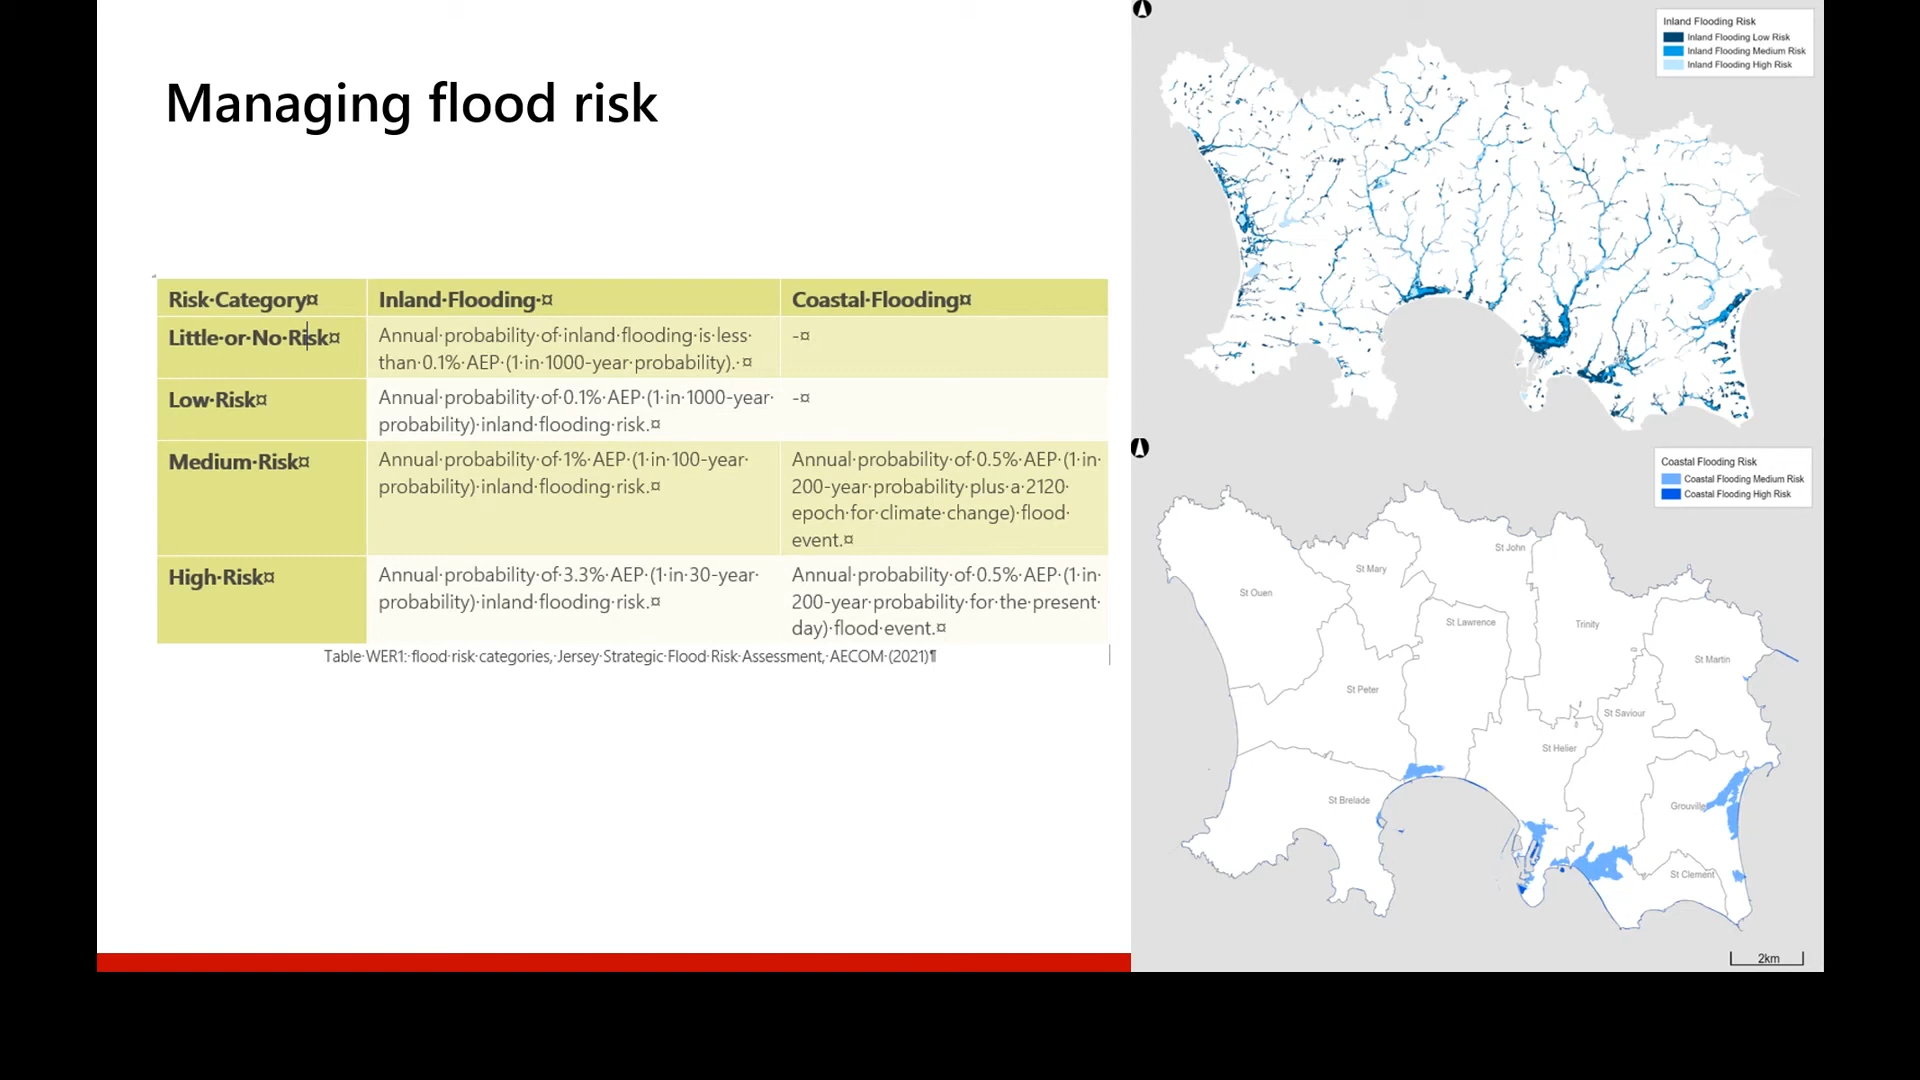 Managing flood risk
Risk·Category¤
Inland·Flooding·¤
Coastal·Flooding¤
Little·or·No·Risk¤
Annual·probability·of·inland·flooding·is·less·
than·0.1%·AEP·(1·in·1000-year·probability).·¤
-¤
Low·Risk¤
Annual·probability·of·0.1%·AEP·(1·in·1000-year·
probability)·inland·flooding·risk.¤
-¤
Medium·Risk¤
Annual·probability·of·1%·AEP·(1·in·100-year·
probability)·inland·flooding·risk.¤
Annual·probability·of·0.5%·AEP·(1·in·
200-year·probability·plus·a·2120·
epoch·for·climate·change)·flood·
event.¤
High·Risk¤
Annual·probability·of·3.3%·AEP·(1·in·30-year·
probability)·inland·flooding·risk.¤
Annual·probability·of·0.5%·AEP·(1·in·
200-year·probability·for·the·present·
day)·flood·event.¤
Table·WER1:·flood·risk·categories,·Jersey·Strategic·Flood·Risk·Assessment,·AECOM·(2021)¶
Inland Flooding Risk
Inland Flooding Low Risk
Inland Flooding Medium Risk
Inland Flooding High Risk
Coastal Flooding Risk
Coastal Flooding Medium Risk
Coastal Flooding High Risk
St John
St Mary
St Ouen
St Lawrence
Trinity
St Martin
St Peter
St Saviour
St Helier
St Brelade
Grouville
St Clement
2km